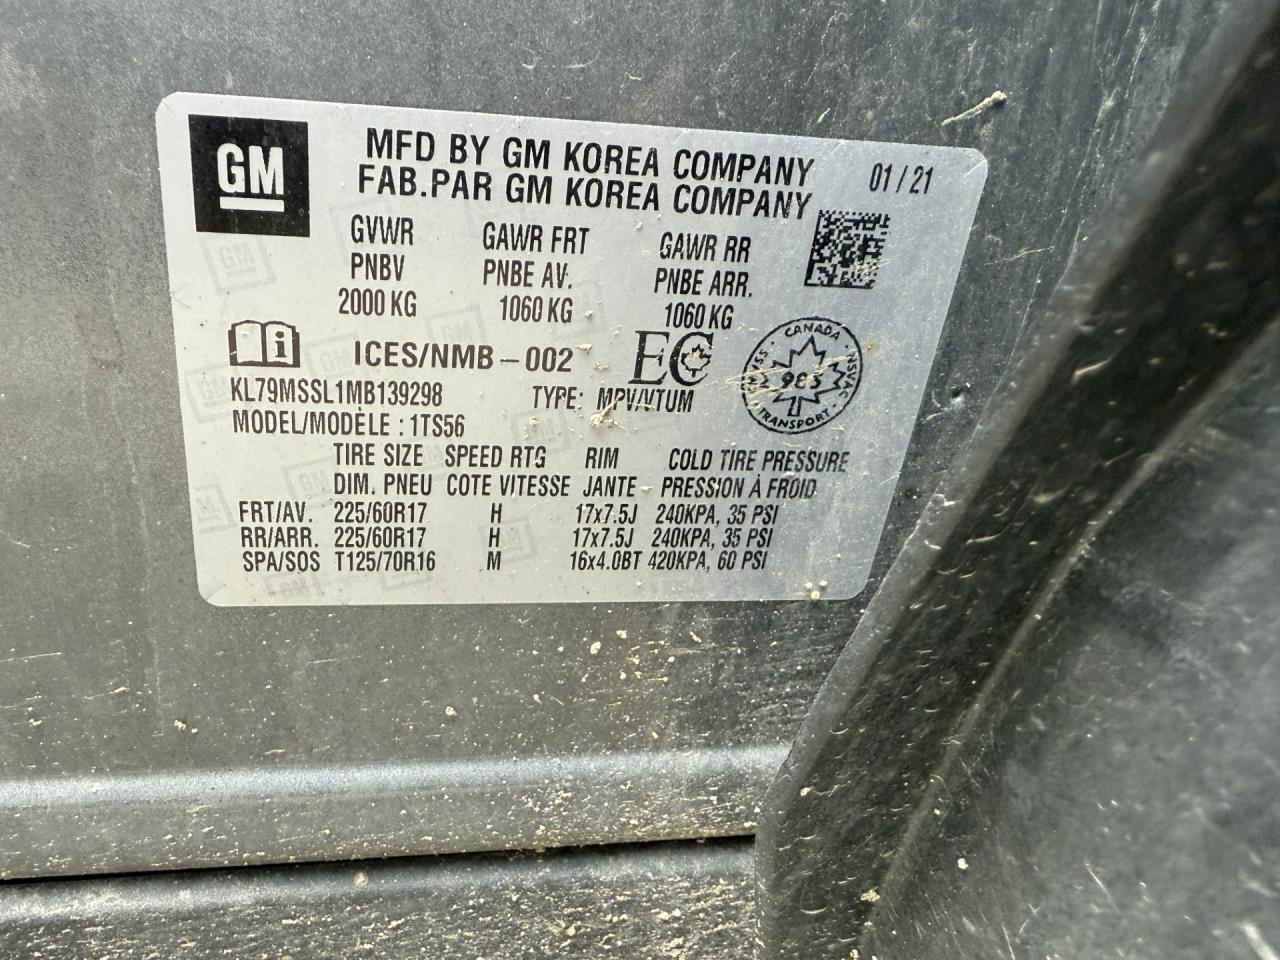 GM
MFD BY GM KOREA COMPANY 01/21
FAB.PAR GM KOREA COMPANY
GVWR GAWR FRT GAWR RR
PNBV PNBE AV. PNBE ARR.
2000 KG 1060 KG 1060 KG
i ICES/NMB-002 EC
CANADA
NSVAC
TRANSPORT
CMVSS
983
KL79MSSL1MB139298 TYPE: MPV/VTUM
MODEL/MODÈLE : 1TS56
TIRE SIZE SPEED RTG RIM COLD TIRE PRESSURE
DIM. PNEU COTE VITESSE JANTE PRESSION À FROID
FRT/AV. 225/60R17 H 17x7.5J 240KPA, 35 PSI
RR/ARR. 225/60R17 H 17x7.5J 240KPA, 35 PSI
SPA/SOS T125/70R16 M 16x4.0BT 420KPA, 60 PSI